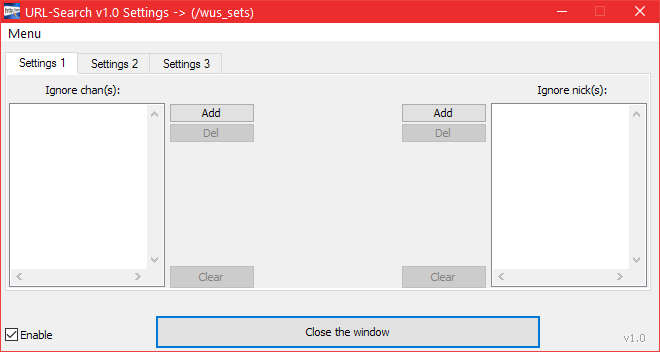 URL-Search v1.0 Settings -> (/wus_sets)
Menu
Settings 1 Settings 2 Settings 3
Ignore chan(s): Ignore nick(s):
Add Add
Del Del
Clear Clear
Enable Close the window v1.0